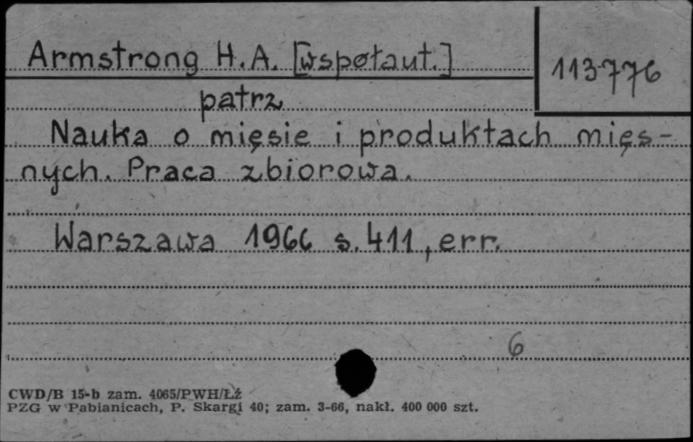 Armstrong H.A. [współaut.]
113776
patrz
Nauka o mięsie i produktach mięs-
nych. Praca zbiorowa.
Warszawa 1966 s. 411, err.
6
CWD/B 15-b zam. 4065/PWH/Łź
PZG w Pabianicach, P. Skargi 40; zam. 3-66, nakł. 400 000 szt.